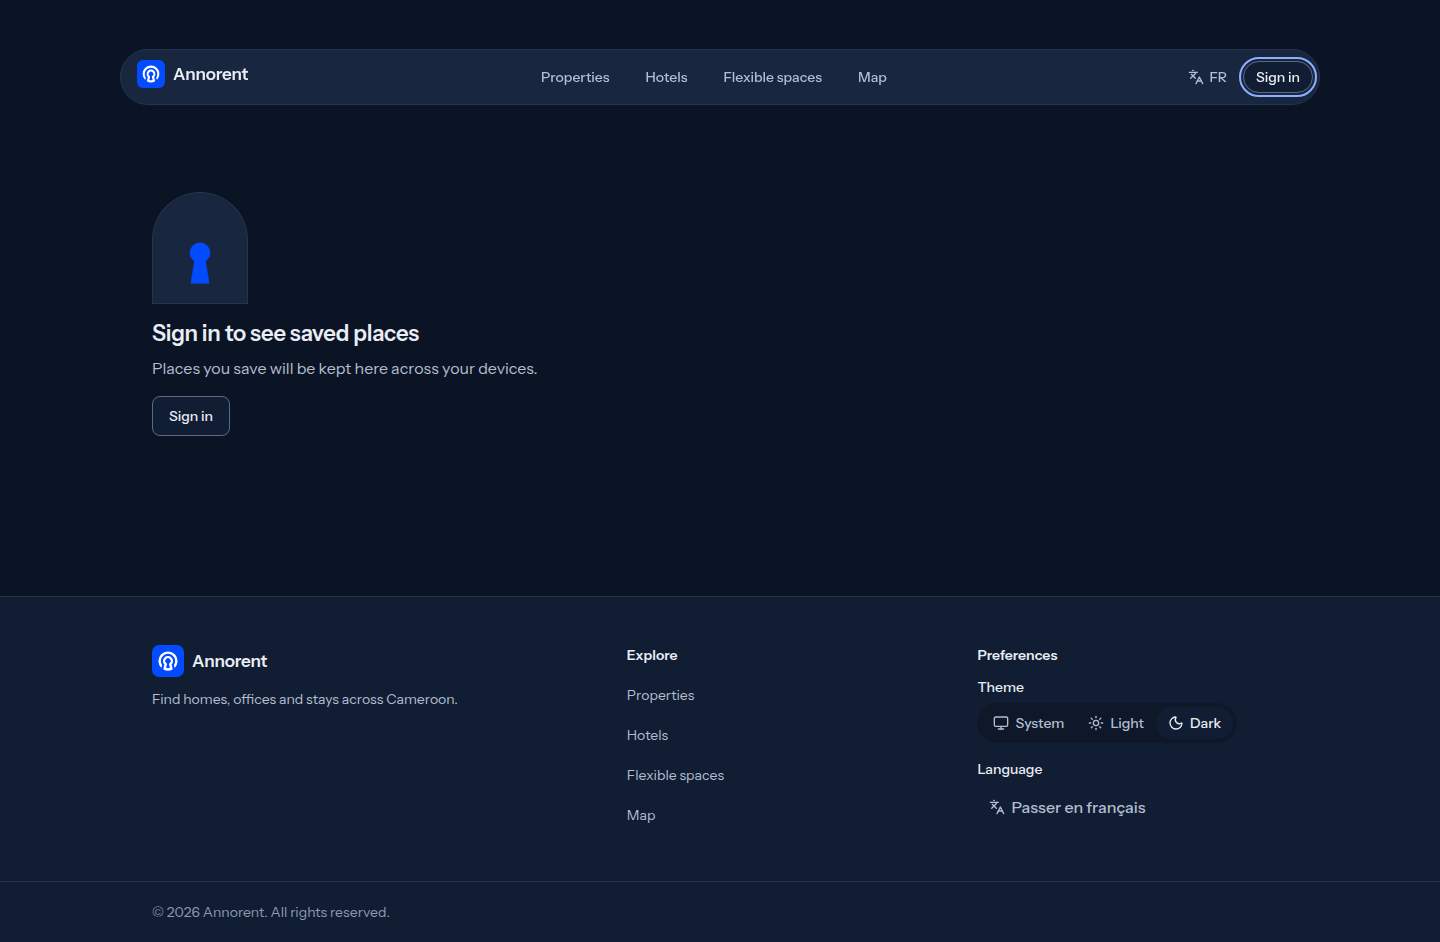 Annorent
Properties
Hotels
Flexible spaces
Map
FR
Sign in
Sign in to see saved places
Places you save will be kept here across your devices.
Sign in
Annorent
Find homes, offices and stays across Cameroon.
Explore
Properties
Hotels
Flexible spaces
Map
Preferences
Theme
System
Light
Dark
Language
Passer en français
© 2026 Annorent. All rights reserved.